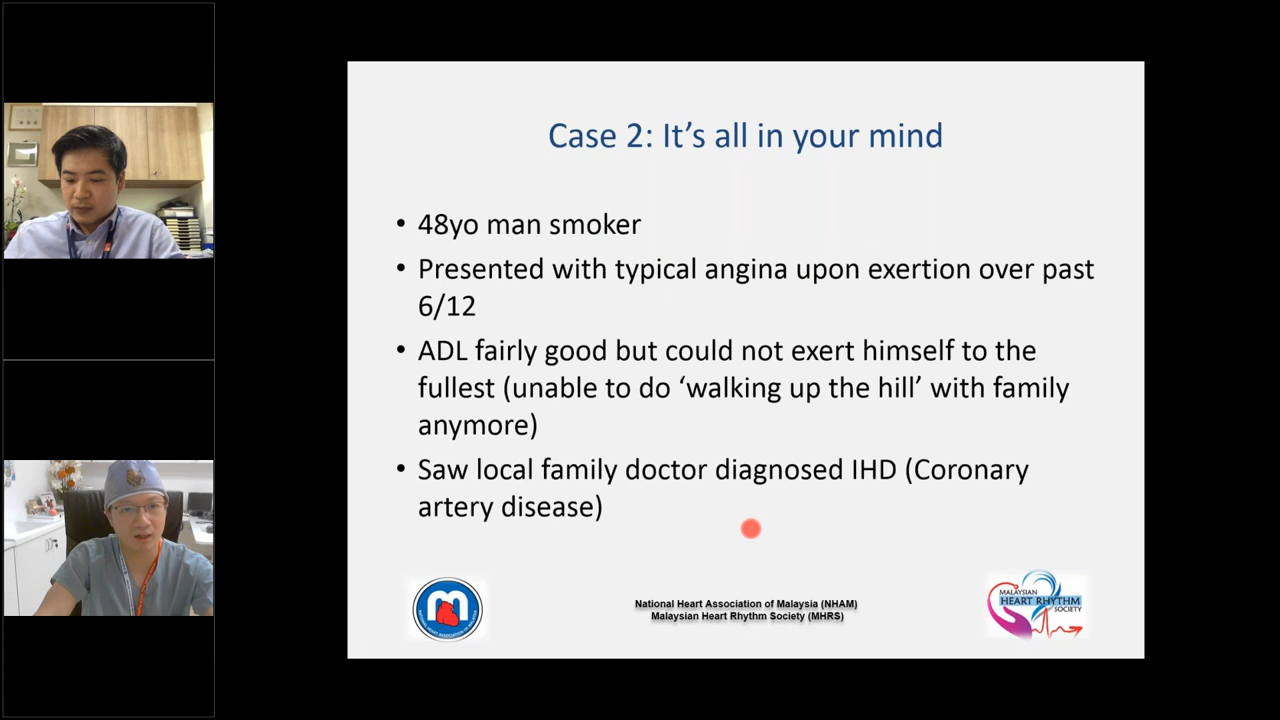 Case 2: It's all in your mind
• 48yo man smoker
• Presented with typical angina upon exertion over past
6/12
• ADL fairly good but could not exert himself to the
fullest (unable to do ‘walking up the hill’ with family
anymore)
• Saw local family doctor diagnosed IHD (Coronary
artery disease)
National Heart Association of Malaysia (NHAM)
Malaysian Heart Rhythm Society (MHRS)
MALAYSIAN
HEART RHYTHM
SOCIETY